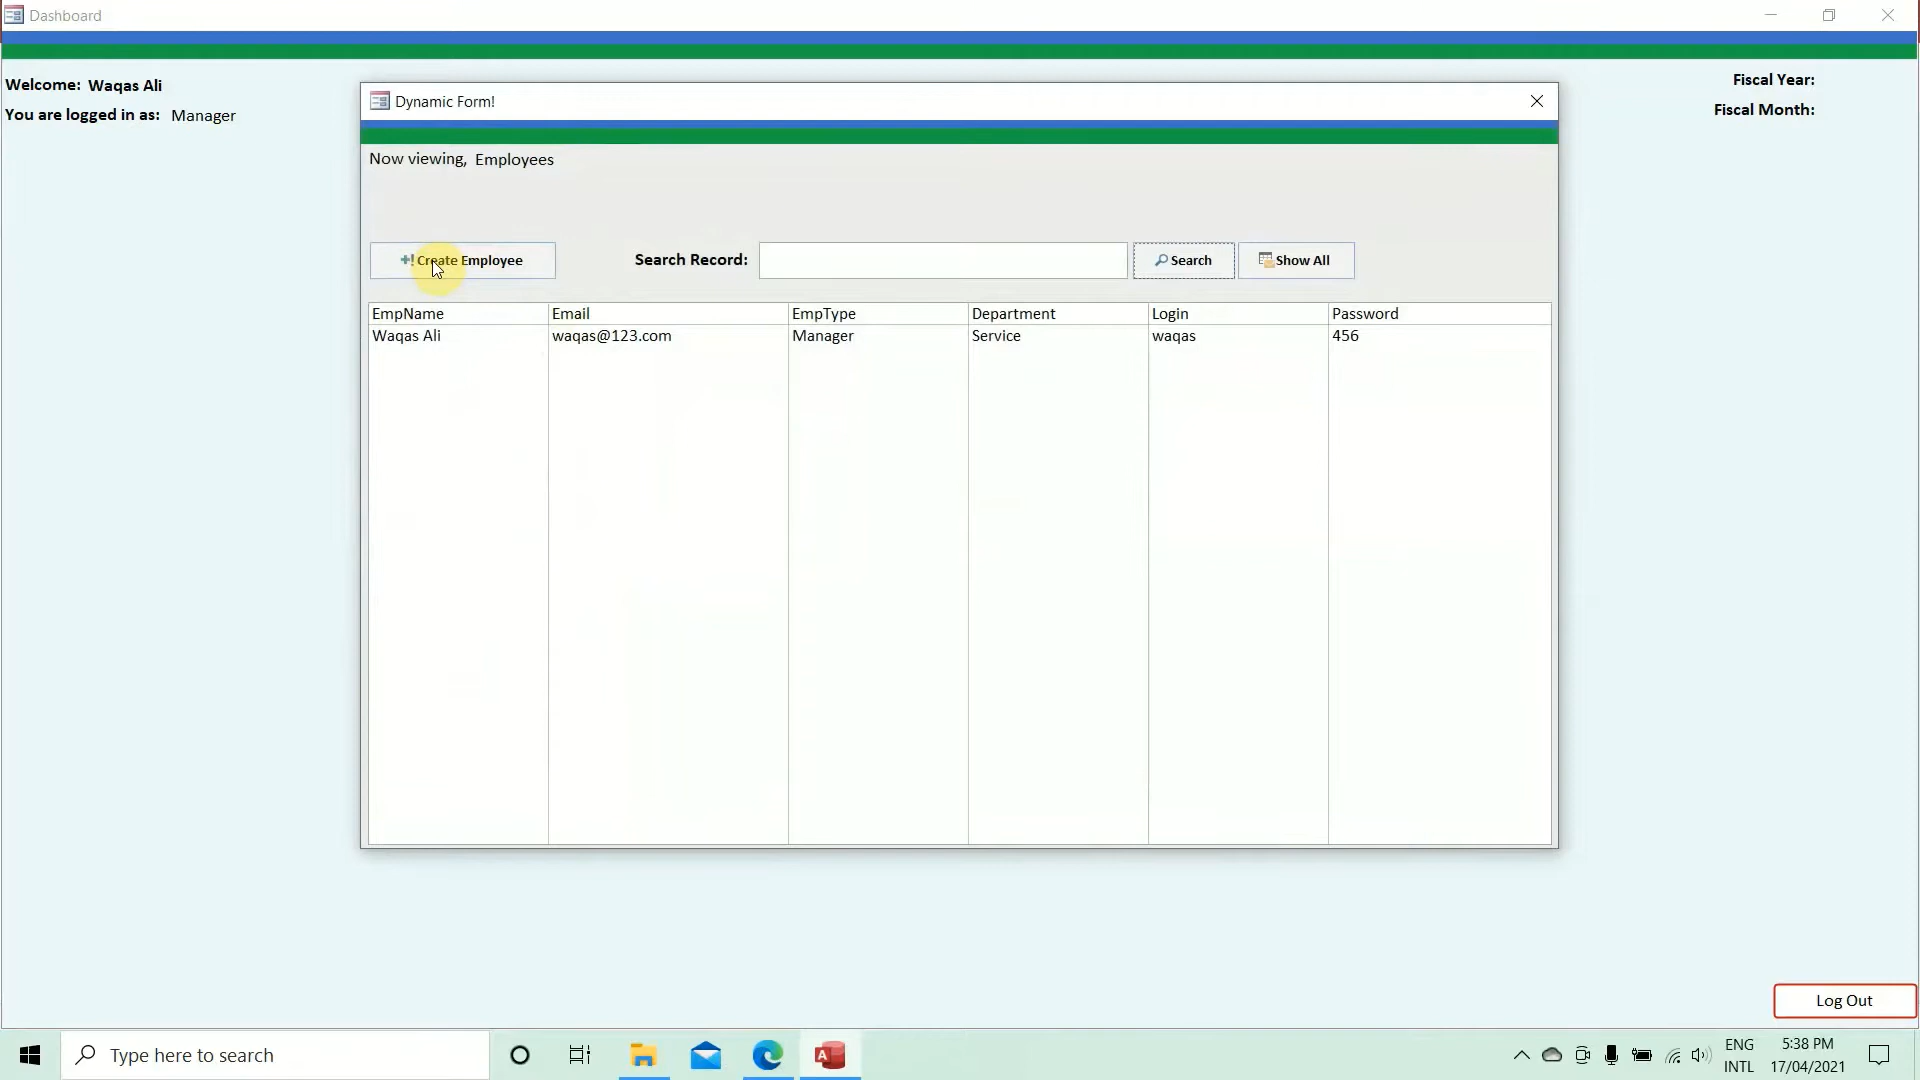 Dashboard
Welcome: Waqas Ali
You are logged in as: Manager
Fiscal Year:
Fiscal Month:
Dynamic Form!
Now viewing, Employees
+! Create Employee
Search Record:
Search
Show All
EmpName Email EmpType Department Login Password
Waqas Ali waqas@123.com Manager Service waqas 456
Log Out
Type here to search
A
ENG
INTL
5:38 PM
17/04/2021